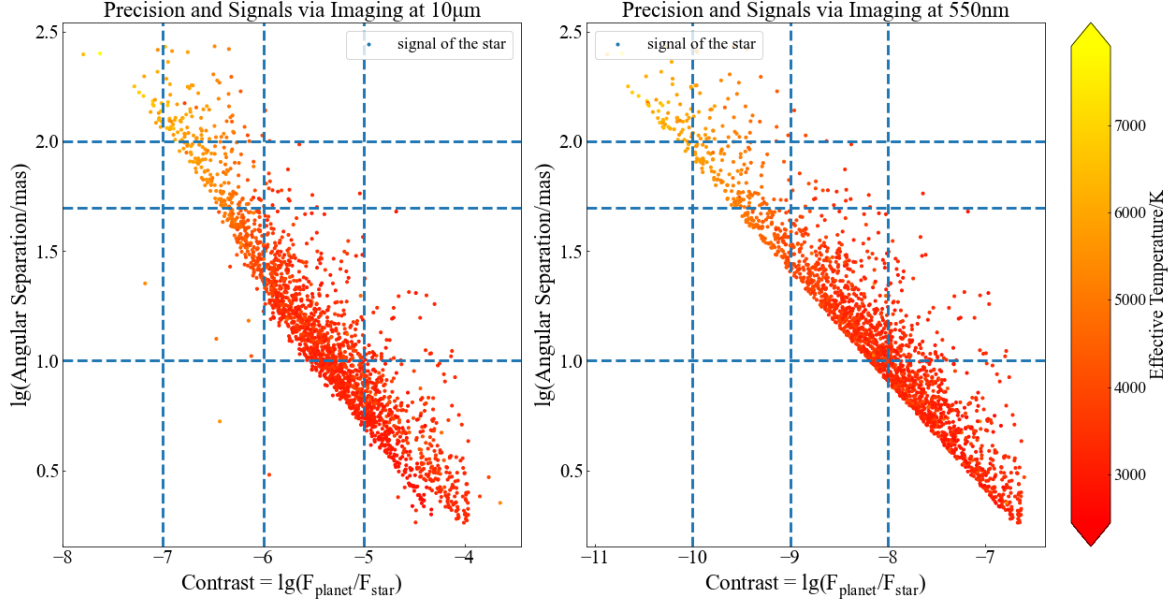 Precision and Signals via Imaging at 10μm
signal of the star
2.5
2.0
1.5
1.0
0.5
lg(Angular Separation/mas)
−8
−7
−6
−5
−4
Contrast = lg(F_planet/F_star)
Precision and Signals via Imaging at 550nm
signal of the star
2.5
2.0
1.5
1.0
0.5
lg(Angular Separation/mas)
−11
−10
−9
−8
−7
Contrast = lg(F_planet/F_star)
7000
6000
5000
4000
3000
Effective Temperature/K